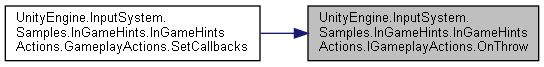 UnityEngine.InputSystem.
Samples.InGameHints.InGameHints
Actions.GameplayActions.SetCallbacks
UnityEngine.InputSystem.
Samples.InGameHints.InGameHints
Actions.IGameplayActions.OnThrow